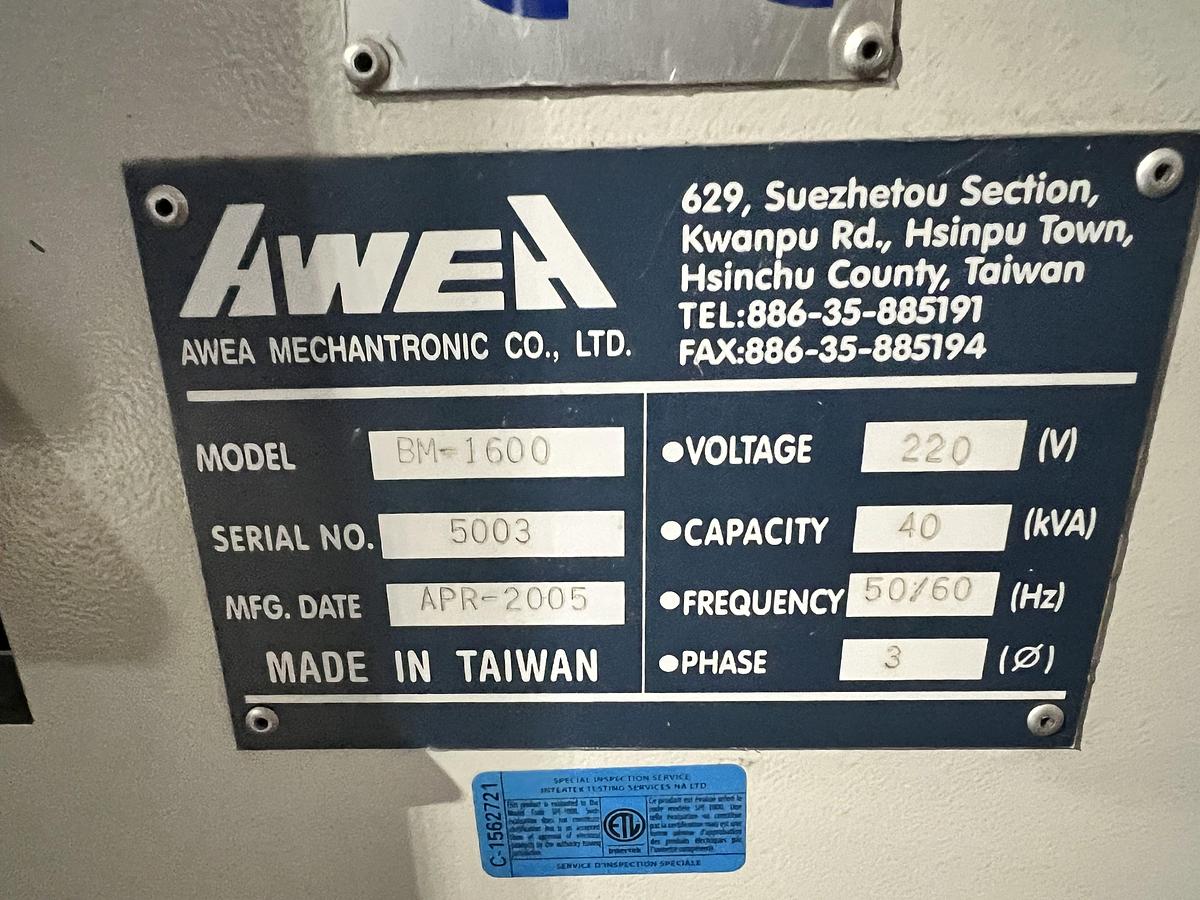 AWEA
AWEA MECHANTRONIC CO., LTD.
629, Suezhetou Section,
Kwanpu Rd., Hsinpu Town,
Hsinchu County, Taiwan
TEL:886-35-885191
FAX:886-35-885194
MODEL BM-1600
SERIAL NO. 5003
MFG. DATE APR-2005
MADE IN TAIWAN
●VOLTAGE 220 (V)
●CAPACITY 40 (kVA)
●FREQUENCY 50/60 (Hz)
●PHASE 3 (Ø)
SPECIAL INSPECTION SERVICE
INTERTEK TESTING SERVICES NA LTD
C-1562721
ETL
Intertek
SERVICE D'INSPECTION SPÉCIALE